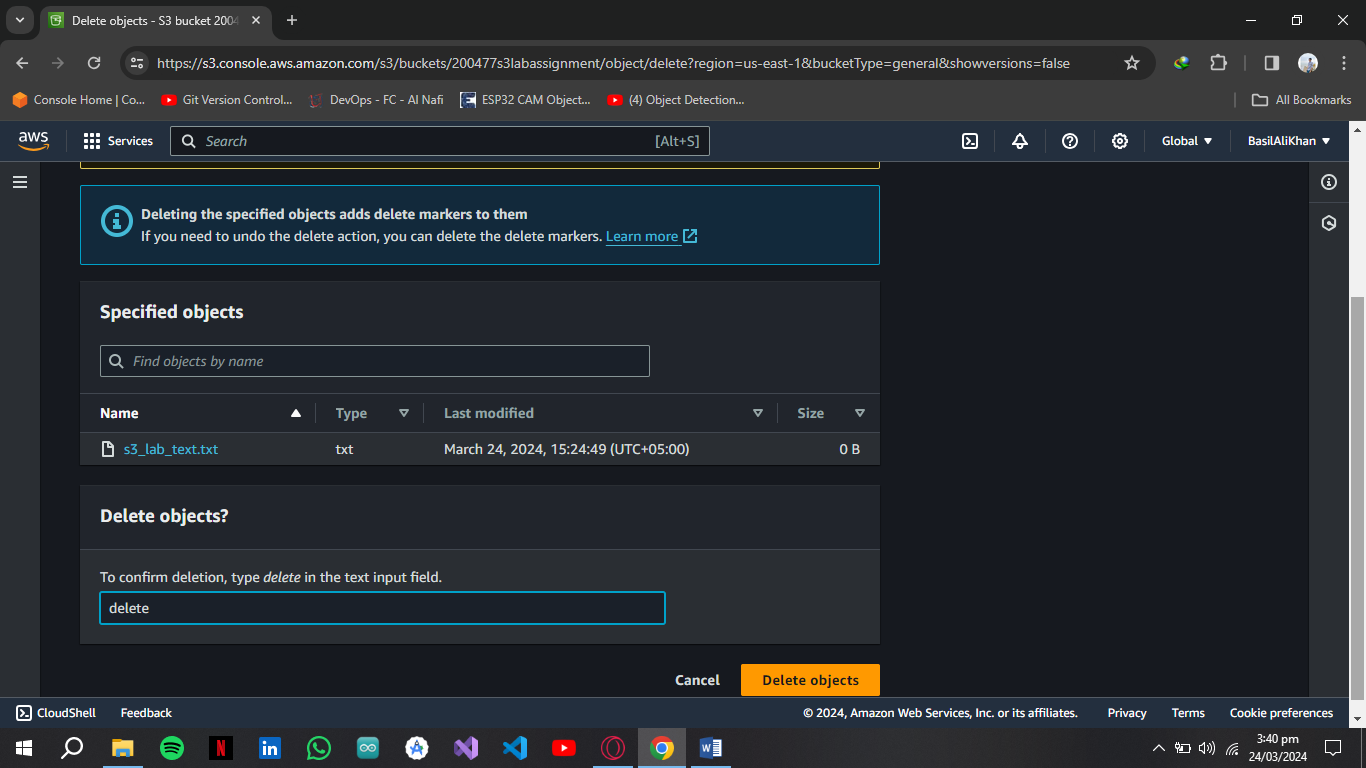 Delete objects - S3 bucket 2004
https://s3.console.aws.amazon.com/s3/buckets/200477s3labassignment/object/delete?region=us-east-1&bucketType=general&showversions=false
Console Home | Co... Git Version Control... DevOps - FC - Al Nafi ESP32 CAM Object... (4) Object Detection... All Bookmarks
aws Services Search [Alt+S] Global BasilAliKhan
Deleting the specified objects adds delete markers to them
If you need to undo the delete action, you can delete the delete markers. Learn more
Specified objects
Find objects by name
Name Type Last modified Size
s3_lab_text.txt txt March 24, 2024, 15:24:49 (UTC+05:00) 0 B
Delete objects?
To confirm deletion, type delete in the text input field.
delete
Cancel Delete objects
CloudShell Feedback © 2024, Amazon Web Services, Inc. or its affiliates. Privacy Terms Cookie preferences
3:40 pm
24/03/2024